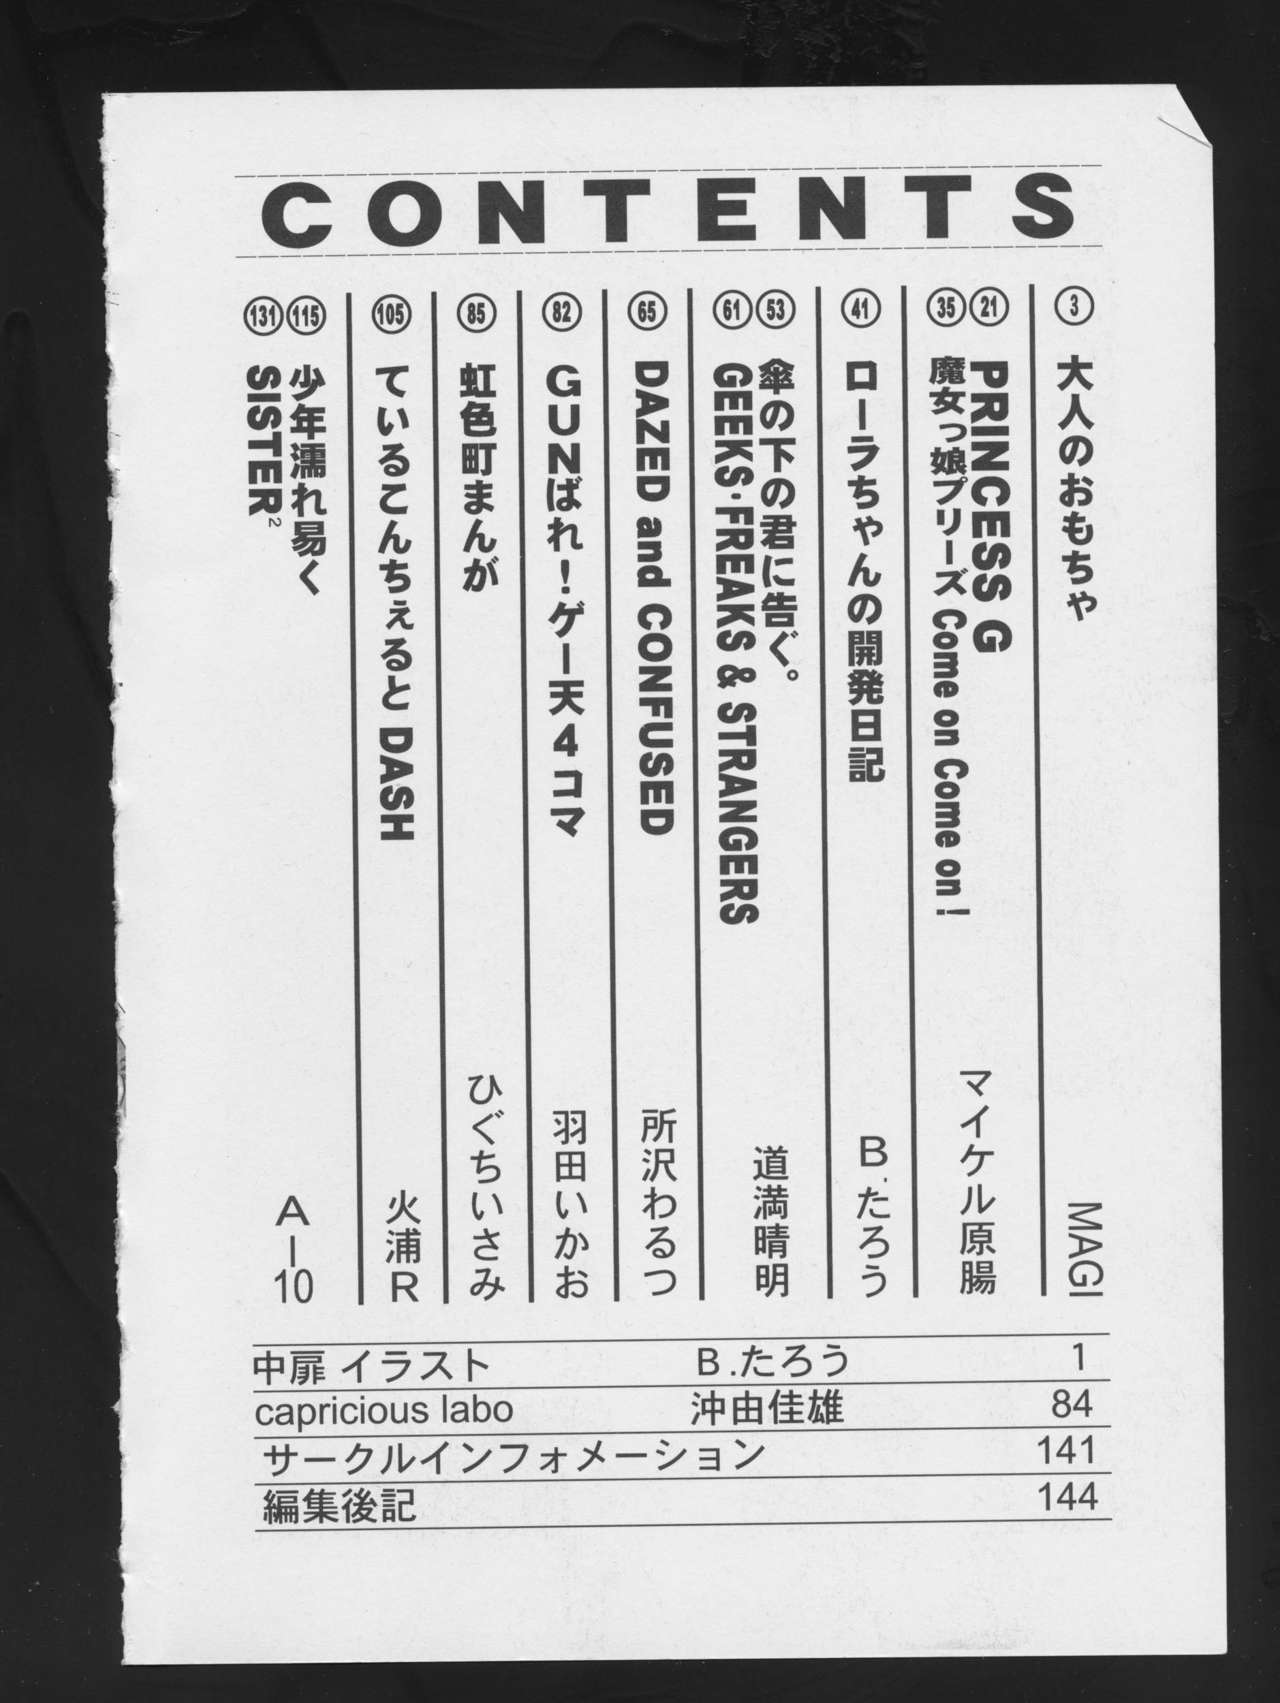 CONTENTS
3 大人のおもちゃ MAGI
21 PRINCESS G
35 魔女っ娘プリーズ Come on Come on！ マイケル原腸
41 ローラちゃんの開発日記 B.たろう
53 傘の下の君に告ぐ。
61 GEEKS・FREAKS & STRANGERS 道満晴明
65 DAZED and CONFUSED 所沢わるつ
82 GUNばれ！ゲー天4コマ 羽田いかお
85 虹色町まんが ひぐちいさみ
105 ているこんちぇると DASH 火浦R
115 少年濡れ易く
131 SISTER² A-10
中扉 イラスト B.たろう 1
capricious labo 沖由佳雄 84
サークルインフォメーション 141
編集後記 144